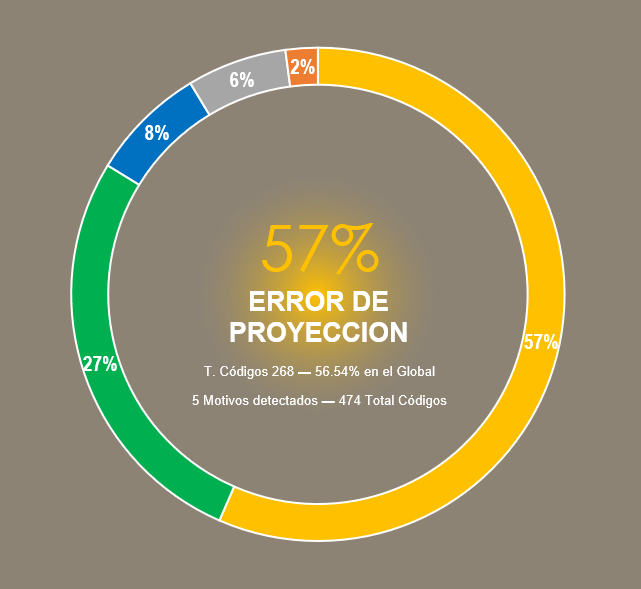 2%
6%
8%
57%
ERROR DE
PROYECCION
57%
27%
T. Códigos 268 — 56.54% en el Global
5 Motivos detectados — 474 Total Códigos